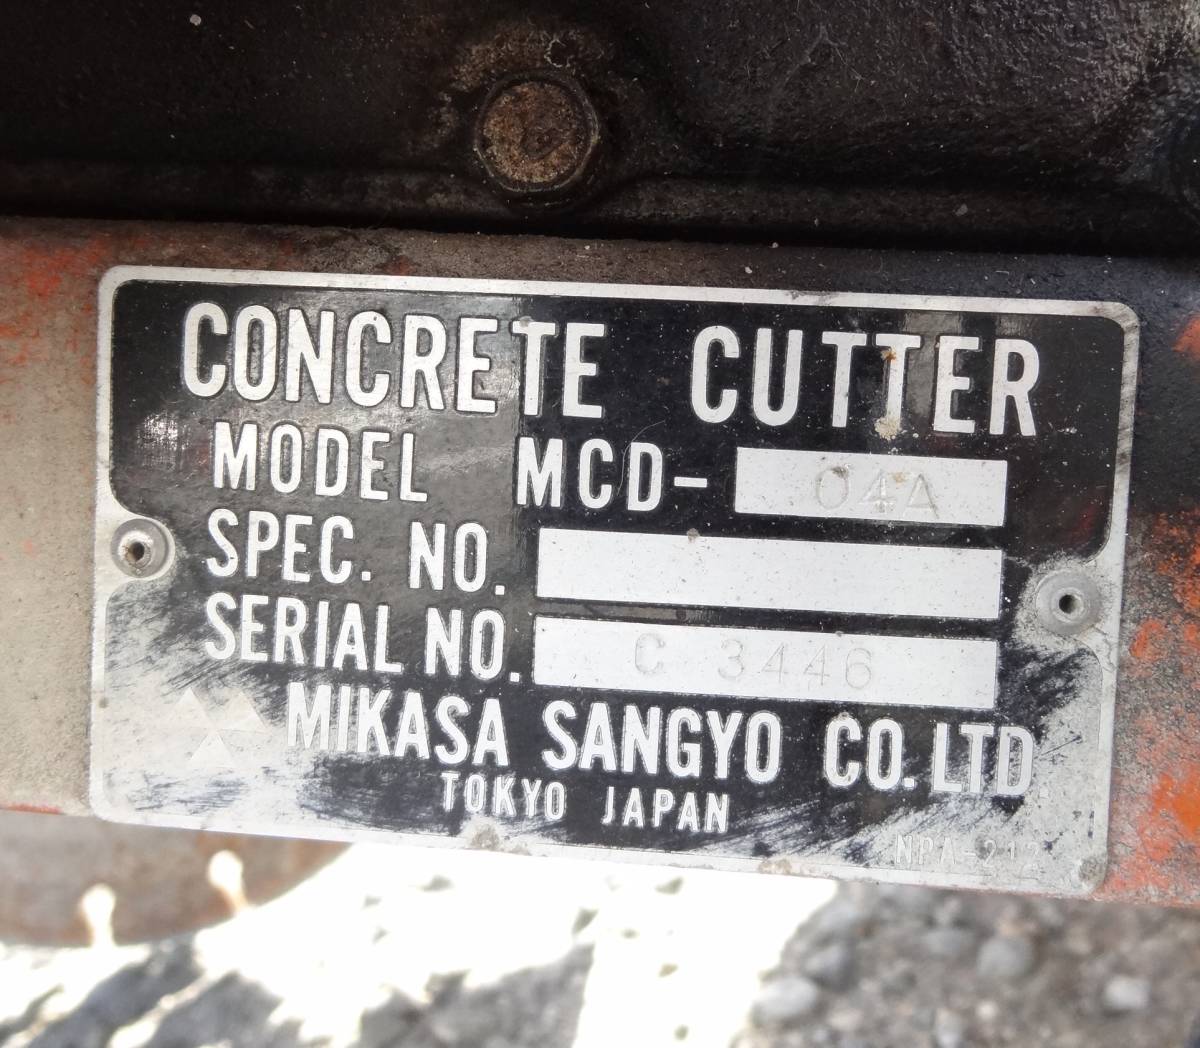 CONCRETE CUTTER
MODEL MCD- 04A
SPEC. NO.
SERIAL NO. C 3446
MIKASA SANGYO CO. LTD.
TOKYO JAPAN
NPA-212